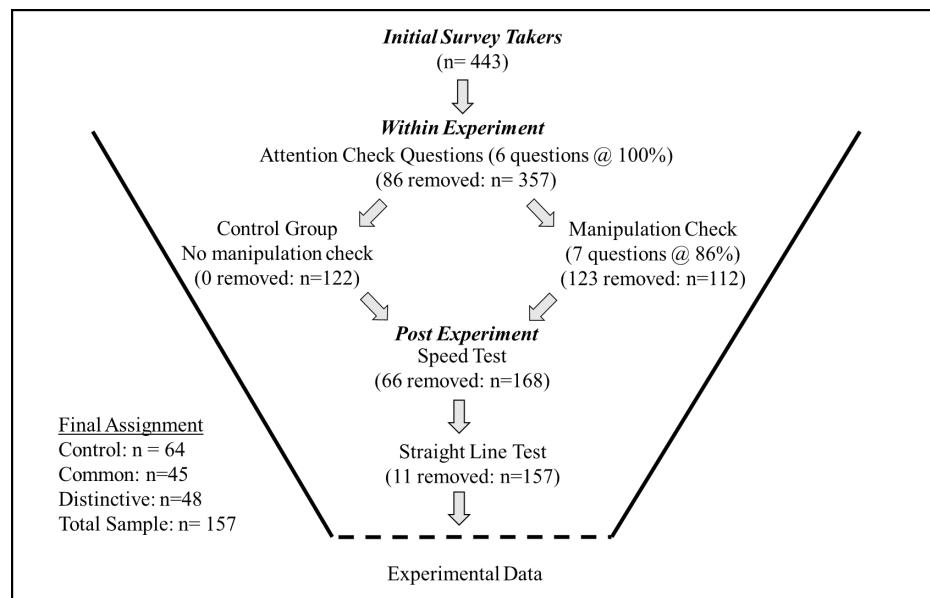 Initial Survey Takers
(n= 443)
Within Experiment
Attention Check Questions (6 questions @ 100%)
(86 removed: n= 357)
Control Group
No manipulation check
(0 removed: n=122)
Manipulation Check
(7 questions @ 86%)
(123 removed: n=112)
Post Experiment
Speed Test
(66 removed: n=168)
Straight Line Test
(11 removed: n=157)
Final Assignment
Control: n = 64
Common: n=45
Distinctive: n=48
Total Sample: n= 157
Experimental Data